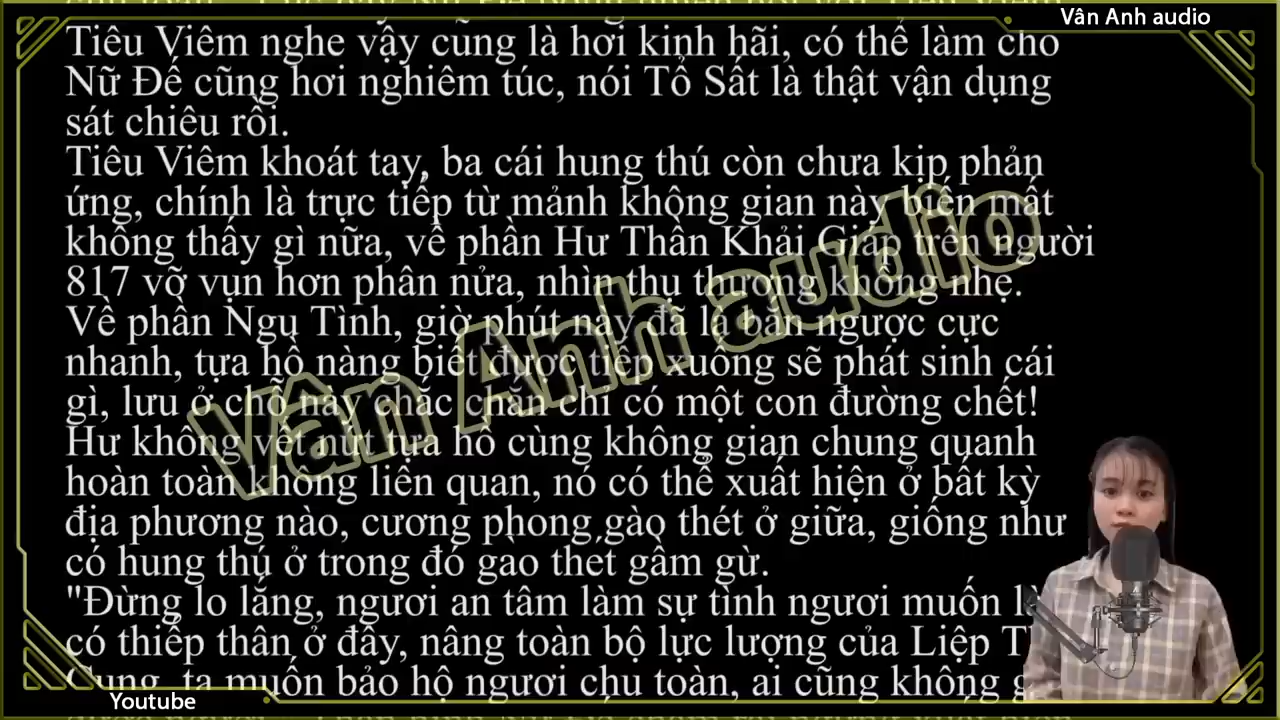 Vân Anh audio
Tiêu Viêm nghe vậy cũng là hơi kinh hãi, có thể làm cho
Nữ Đế cũng hơi nghiêm túc, nói Tổ Sất là thật vận dụng
sát chiêu rồi.
Tiêu Viêm khoát tay, ba cái hung thú còn chưa kịp phản
ứng, chính là trực tiếp từ mảnh không gian này biến mất
không thấy gì nữa, về phần Hư Thần Khải Giáp trên người
817 vỡ vụn hơn phân nửa, nhìn thụ thương không nhẹ.
Về phần Ngụ Tình, giờ phút này đã là bắn ngược cực
nhanh, tựa hồ nàng biết được tiếp xuống sẽ phát sinh cái
gì, lưu ở chỗ này chắc chắn chỉ có một con đường chết!
Hư không vết nứt tựa hồ cùng không gian chung quanh
hoàn toàn không liên quan, nó có thể xuất hiện ở bất kỳ
địa phương nào, cương phong gào thét ở giữa, giống như
có hung thú ở trong đó gào thét gầm gừ.
"Đừng lo lắng, ngươi an tâm làm sự tình ngươi muốn
có thiếp thân ở đây, nâng toàn bộ lực lượng của Liệp
Cung, ta muốn bảo hộ ngươi chu toàn, ai cũng không
Vân Anh audio
Youtube